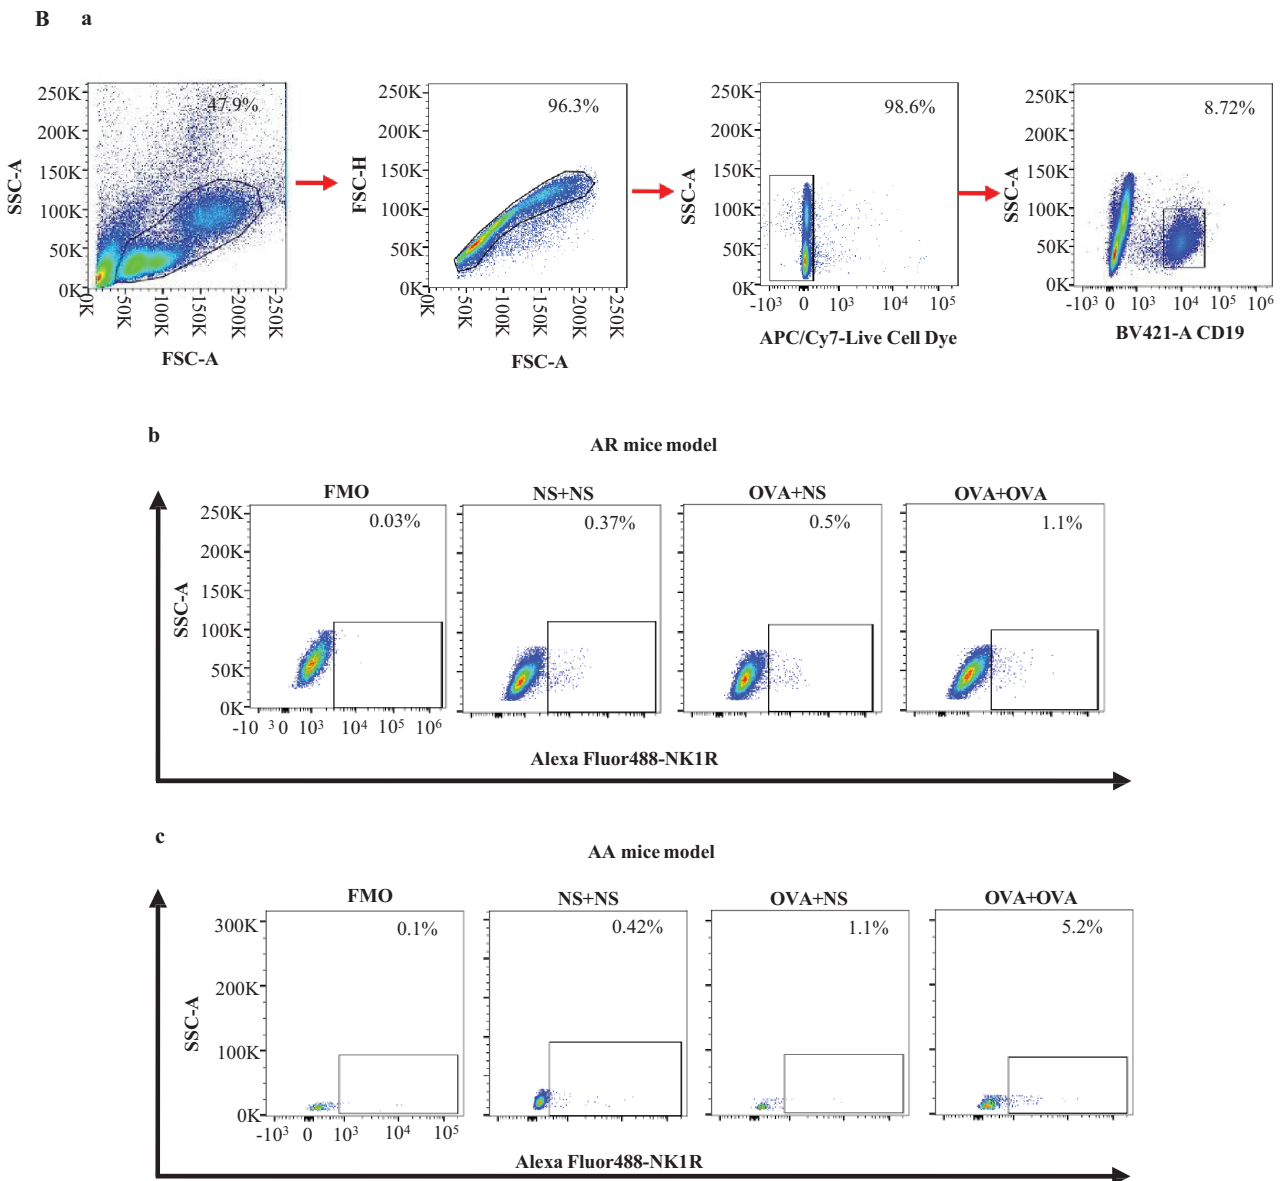 B a
47.9%
96.3%
98.6%
8.72%
SSC-A
250K
200K
150K
100K
50K
0K
0K 50K 100K 150K 200K 250K
FSC-A
FSC-H
250K
200K
150K
100K
50K
0K
0K 50K 100K 150K 200K 250K
FSC-A
SSC-A
250K
200K
150K
100K
50K
0K
-10³ 0 10³ 10⁴ 10⁵
APC/Cy7-Live Cell Dye
SSC-A
250K
200K
150K
100K
50K
0K
-10³ 0 10³ 10⁴ 10⁵ 10⁶
BV421-A CD19
b
AR mice model
FMO NS+NS OVA+NS OVA+OVA
0.03% 0.37% 0.5% 1.1%
SSC-A
250K
200K
150K
100K
50K
0K
-10 ³ 0 10³ 10⁴ 10⁵ 10⁶
Alexa Fluor488-NK1R
c
AA mice model
FMO NS+NS OVA+NS OVA+OVA
0.1% 0.42% 1.1% 5.2%
SSC-A
300K
200K
100K
0K
-10³ 0 10³ 10⁴ 10⁵
Alexa Fluor488-NK1R